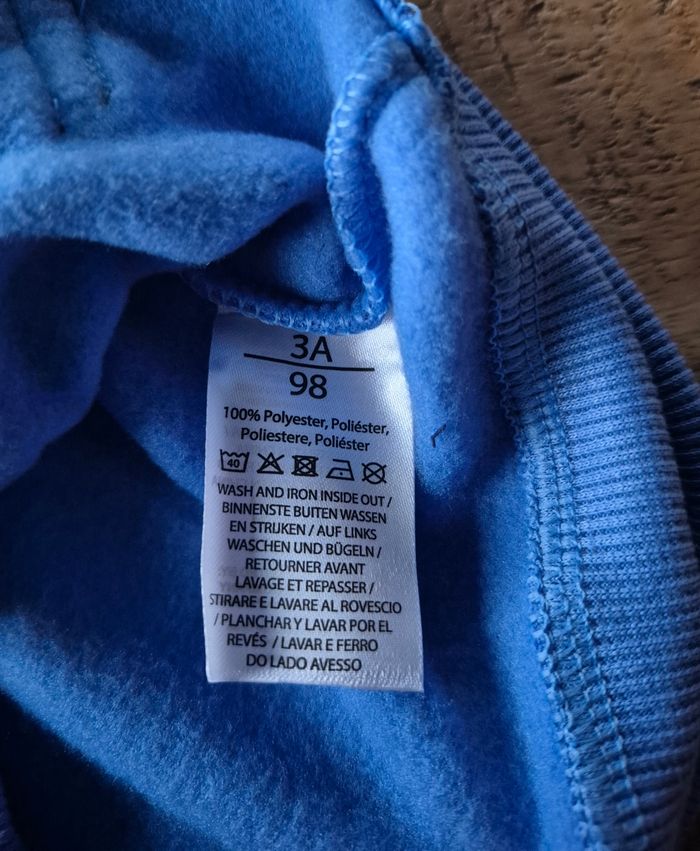 3A
98
100% Polyester, Poliéster,
Poliestere, Poliéster
40
WASH AND IRON INSIDE OUT /
BINNENSTE BUITEN WASSEN
EN STRIJKEN / AUF LINKS
WASCHEN UND BÜGELN /
RETOURNER AVANT
LAVAGE ET REPASSER /
STIRARE E LAVARE AL ROVESCIO
/ PLANCHAR Y LAVAR POR EL
REVÉS / LAVAR E FERRO
DO LADO AVESSO